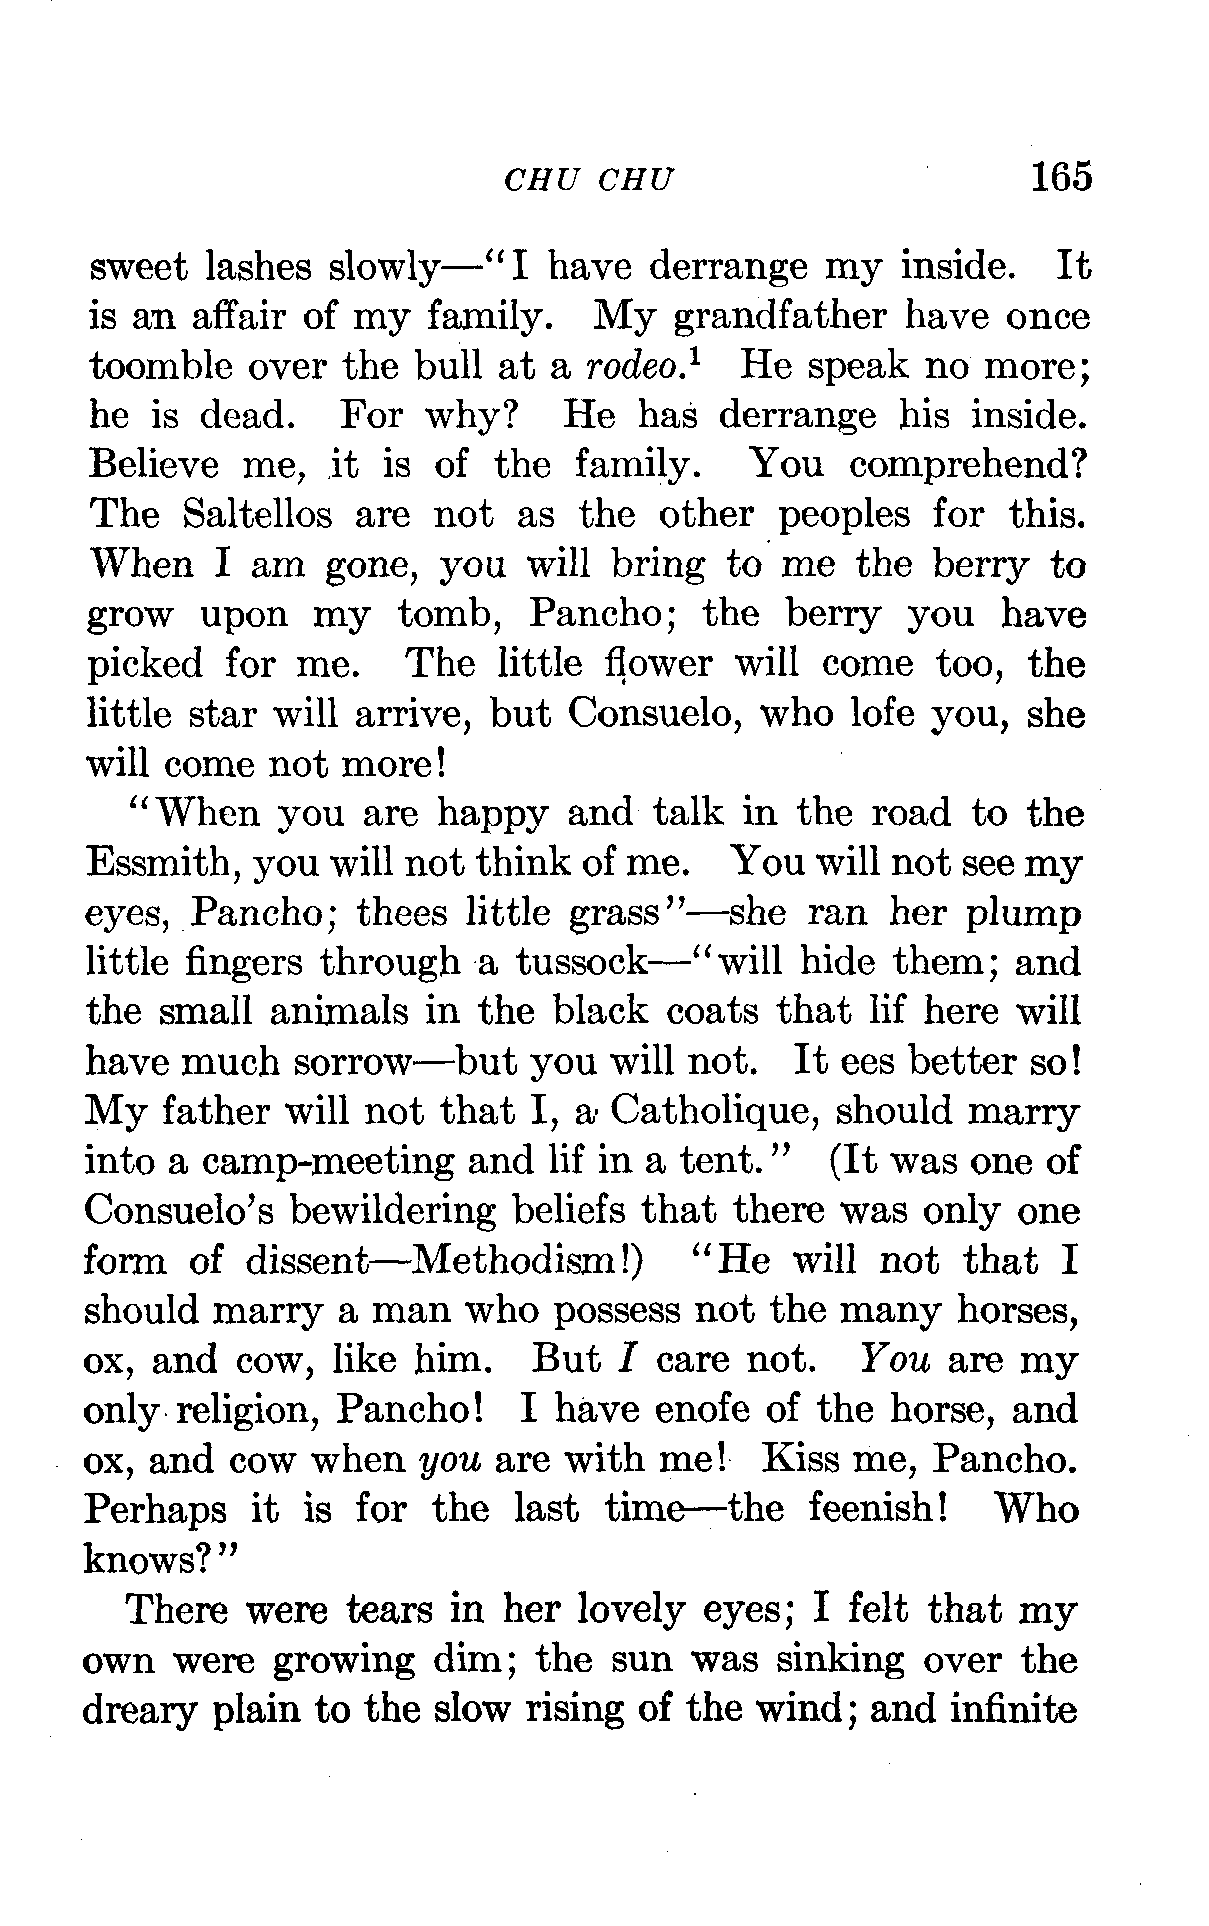 CHU CHU 165
sweet lashes slowly—"I have derrange my inside. It
is an affair of my family. My grandfather have once
toomble over the bull at a rodeo.¹ He speak no more;
he is dead. For why? He has derrange his inside.
Believe me, it is of the family. You comprehend?
The Saltellos are not as the other peoples for this.
When I am gone, you will bring to me the berry to
grow upon my tomb, Pancho; the berry you have
picked for me. The little flower will come too, the
little star will arrive, but Consuelo, who lofe you, she
will come not more!
"When you are happy and talk in the road to the
Essmith, you will not think of me. You will not see my
eyes, Pancho; thees little grass"—she ran her plump
little fingers through a tussock—"will hide them; and
the small animals in the black coats that lif here will
have much sorrow—but you will not. It ees better so!
My father will not that I, a Catholique, should marry
into a camp-meeting and lif in a tent." (It was one of
Consuelo's bewildering beliefs that there was only one
form of dissent—Methodism!) "He will not that I
should marry a man who possess not the many horses,
ox, and cow, like him. But I care not. You are my
only religion, Pancho! I have enofe of the horse, and
ox, and cow when you are with me! Kiss me, Pancho.
Perhaps it is for the last time—the feenish! Who
knows?"
There were tears in her lovely eyes; I felt that my
own were growing dim; the sun was sinking over the
dreary plain to the slow rising of the wind; and infinite